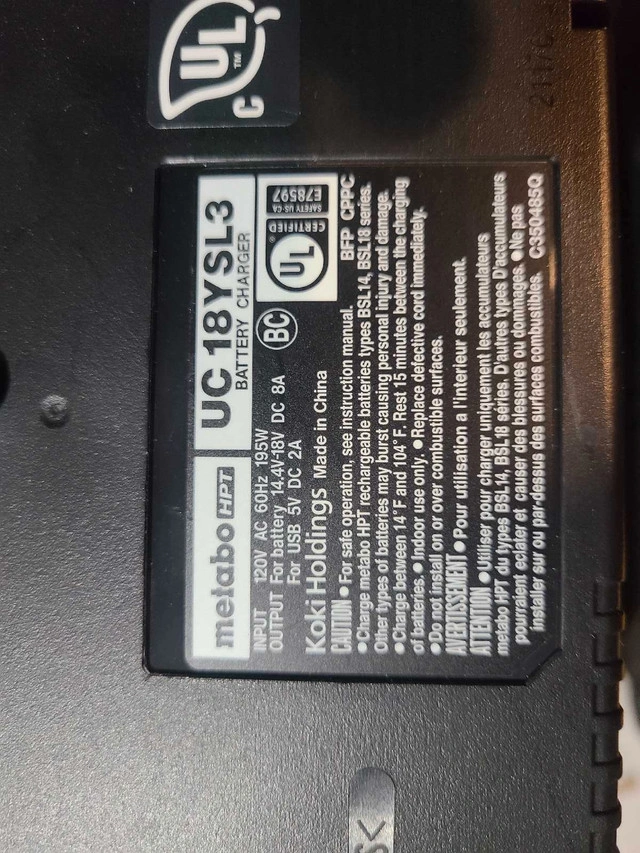 metabo HPT UC 18YSL3
BATTERY CHARGER
INPUT 120V AC 60Hz 195W
OUTPUT For battery 14.4V-18V DC 8A
For USB 5V DC 2A
BC
UL
CERTIFIED
SAFETY US-CA
E78597
Koki Holdings Made in China
BFP CPPC
CAUTION • For safe operation, see instruction manual.
• Charge metabo HPT rechargeable batteries types BSL14, BSL18 series.
Other types of batteries may burst causing personal injury and damage.
• Charge between 14°F and 104°F. Rest 15 minutes between the charging
of batteries. • Indoor use only. • Replace defective cord immediately.
• Do not install on or over combustible surfaces.
AVERTISSEMENT • Pour utilisation a l'interieur seulement.
ATTENTION • Utiliser pour charger uniquement les accumulateurs
metabo HPT du types BSL14, BSL18 séries. D'autres types D'accumulateurs
pourraient eclater et causer des blessures ou dommages. • Ne pas
installer sur ou par-dessus des surfaces combustibles. C350485Q
UL TM
C